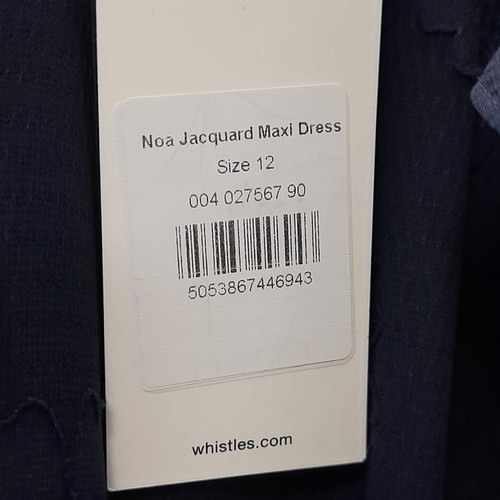 Noa Jacquard Maxi Dress
Size 12
004 027567 90
5053867446943
whistles.com